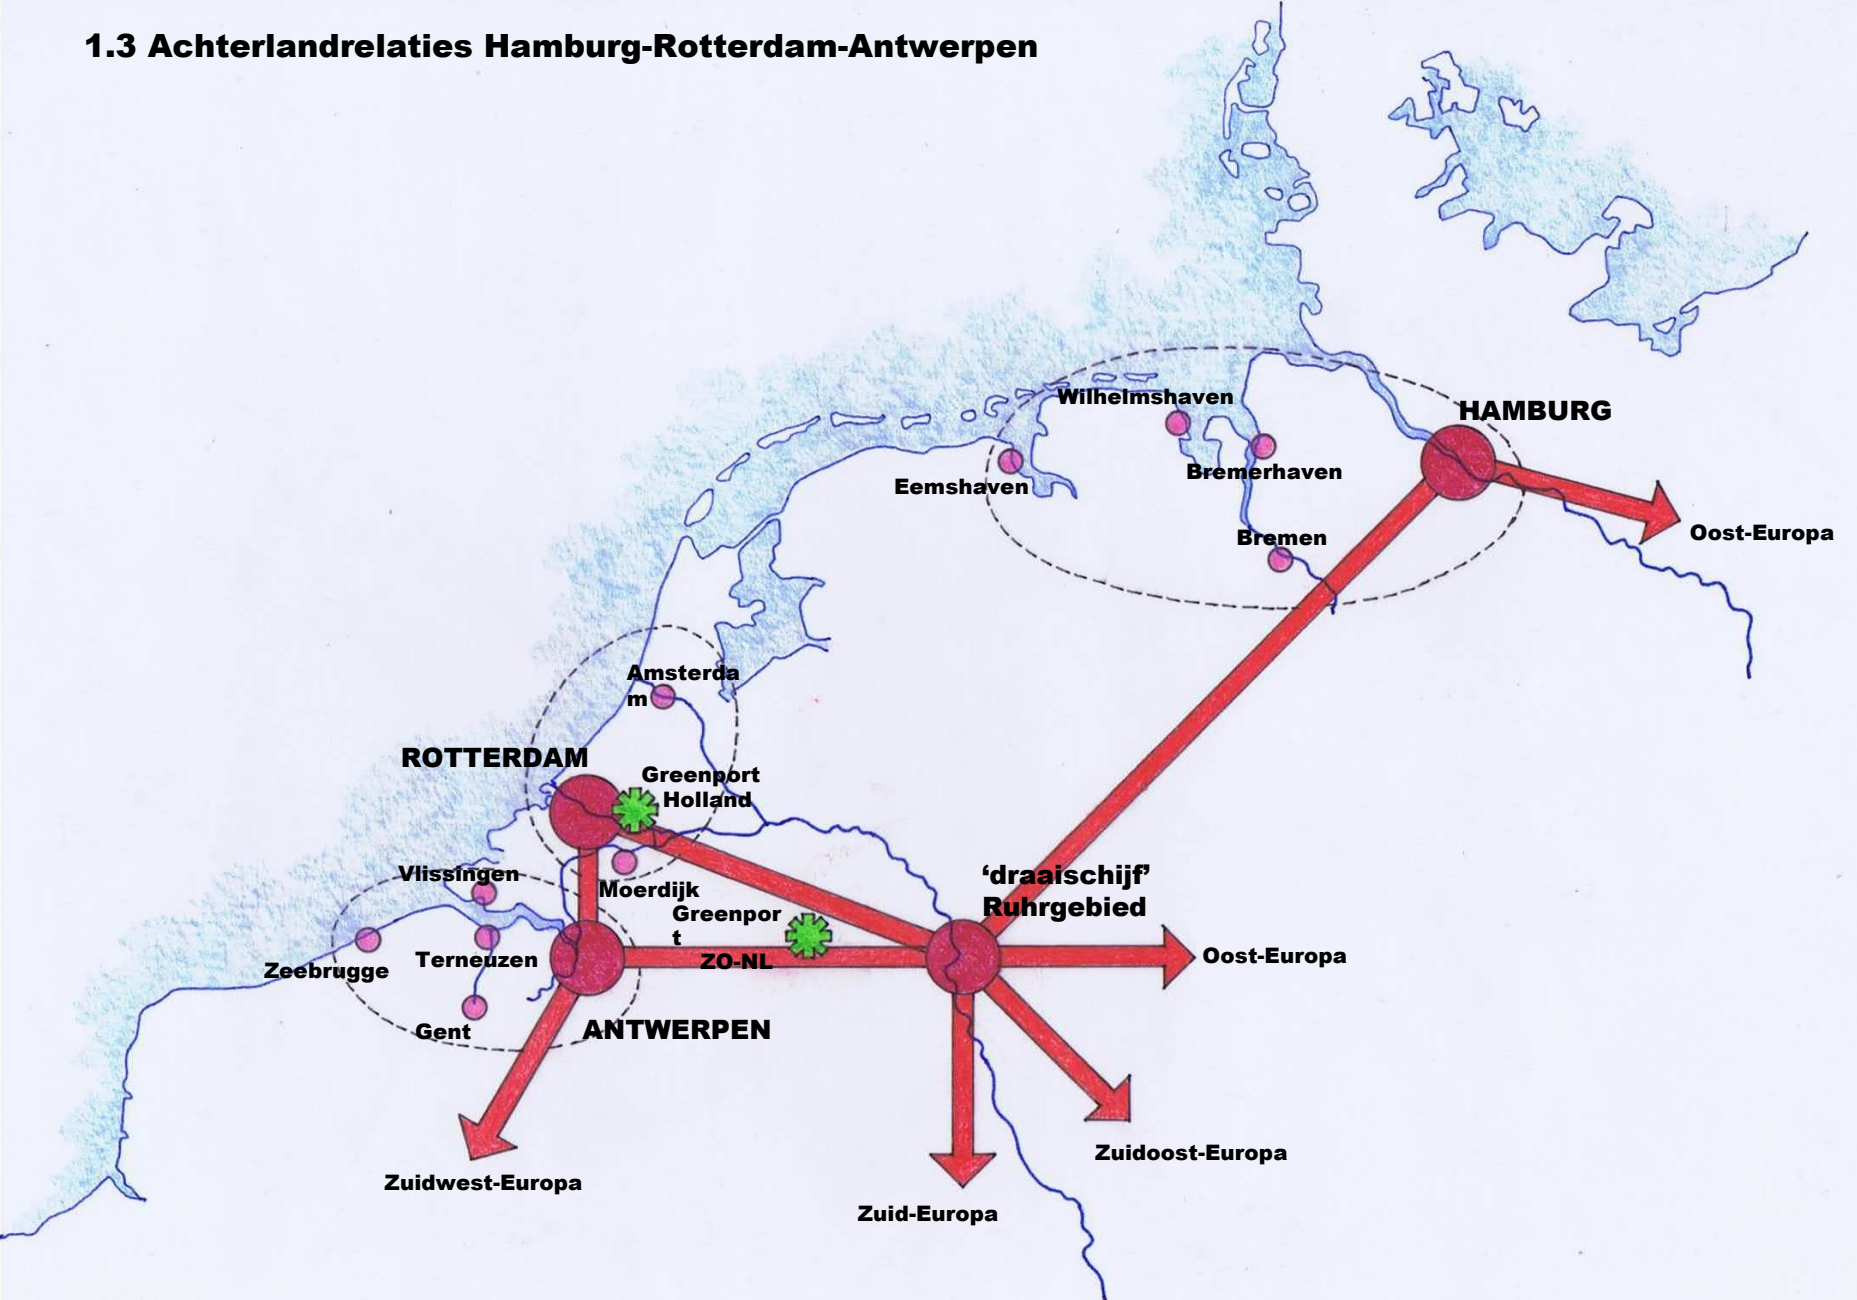 1.3 Achterlandrelaties Hamburg-Rotterdam-Antwerpen
Wilhelmshaven
HAMBURG
Bremerhaven
Eemshaven
Oost-Europa
Bremen
Amsterda
m
ROTTERDAM
Greenport
Holland
Vlissingen
Moerdijk
‘draaischijf’
Ruhrgebied
Greenpor
t
ZO-NL
Zeebrugge
Terneuzen
Oost-Europa
Gent
ANTWERPEN
Zuidoost-Europa
Zuidwest-Europa
Zuid-Europa